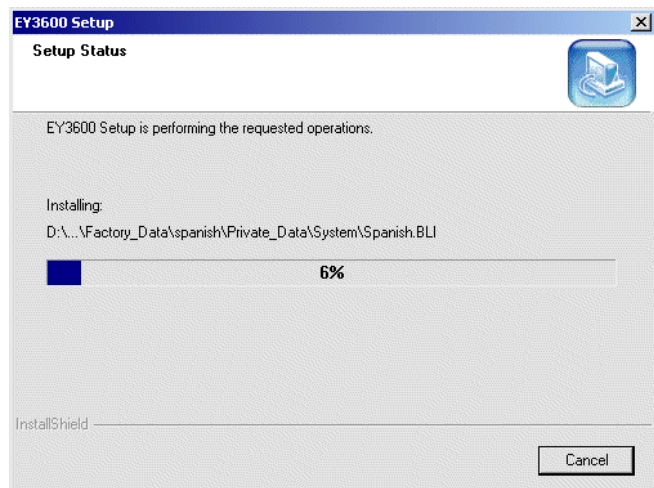 EY3600 Setup
Setup Status
EY3600 Setup is performing the requested operations.
Installing:
D:\...\Factory_Data\spanish\Private_Data\System\Spanish.BLI
6%
InstallShield
Cancel